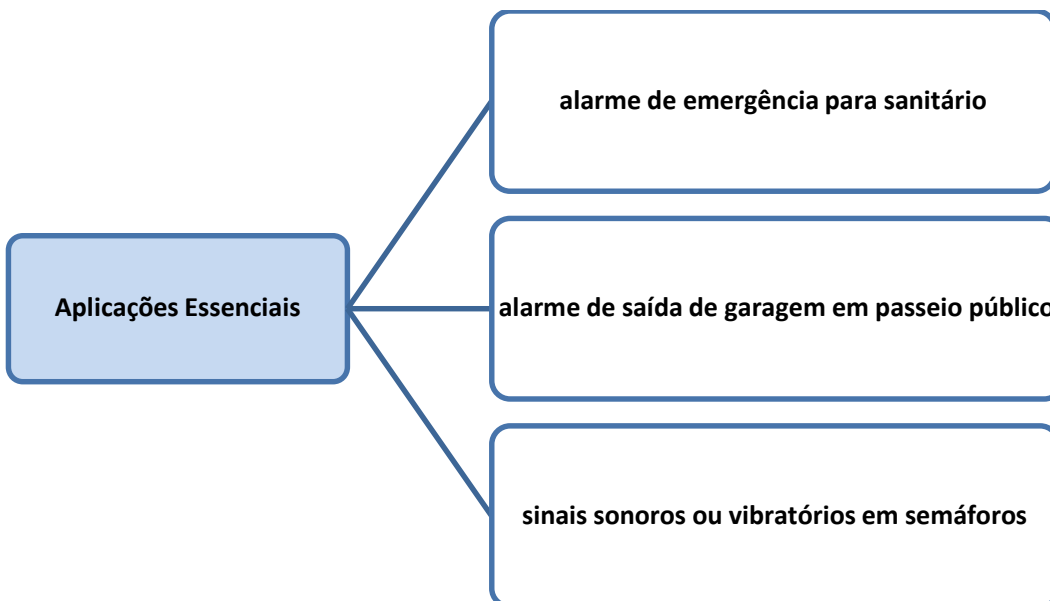 alarme de emergência para sanitário
Aplicações Essenciais
alarme de saída de garagem em passeio público
sinais sonoros ou vibratórios em semáforos